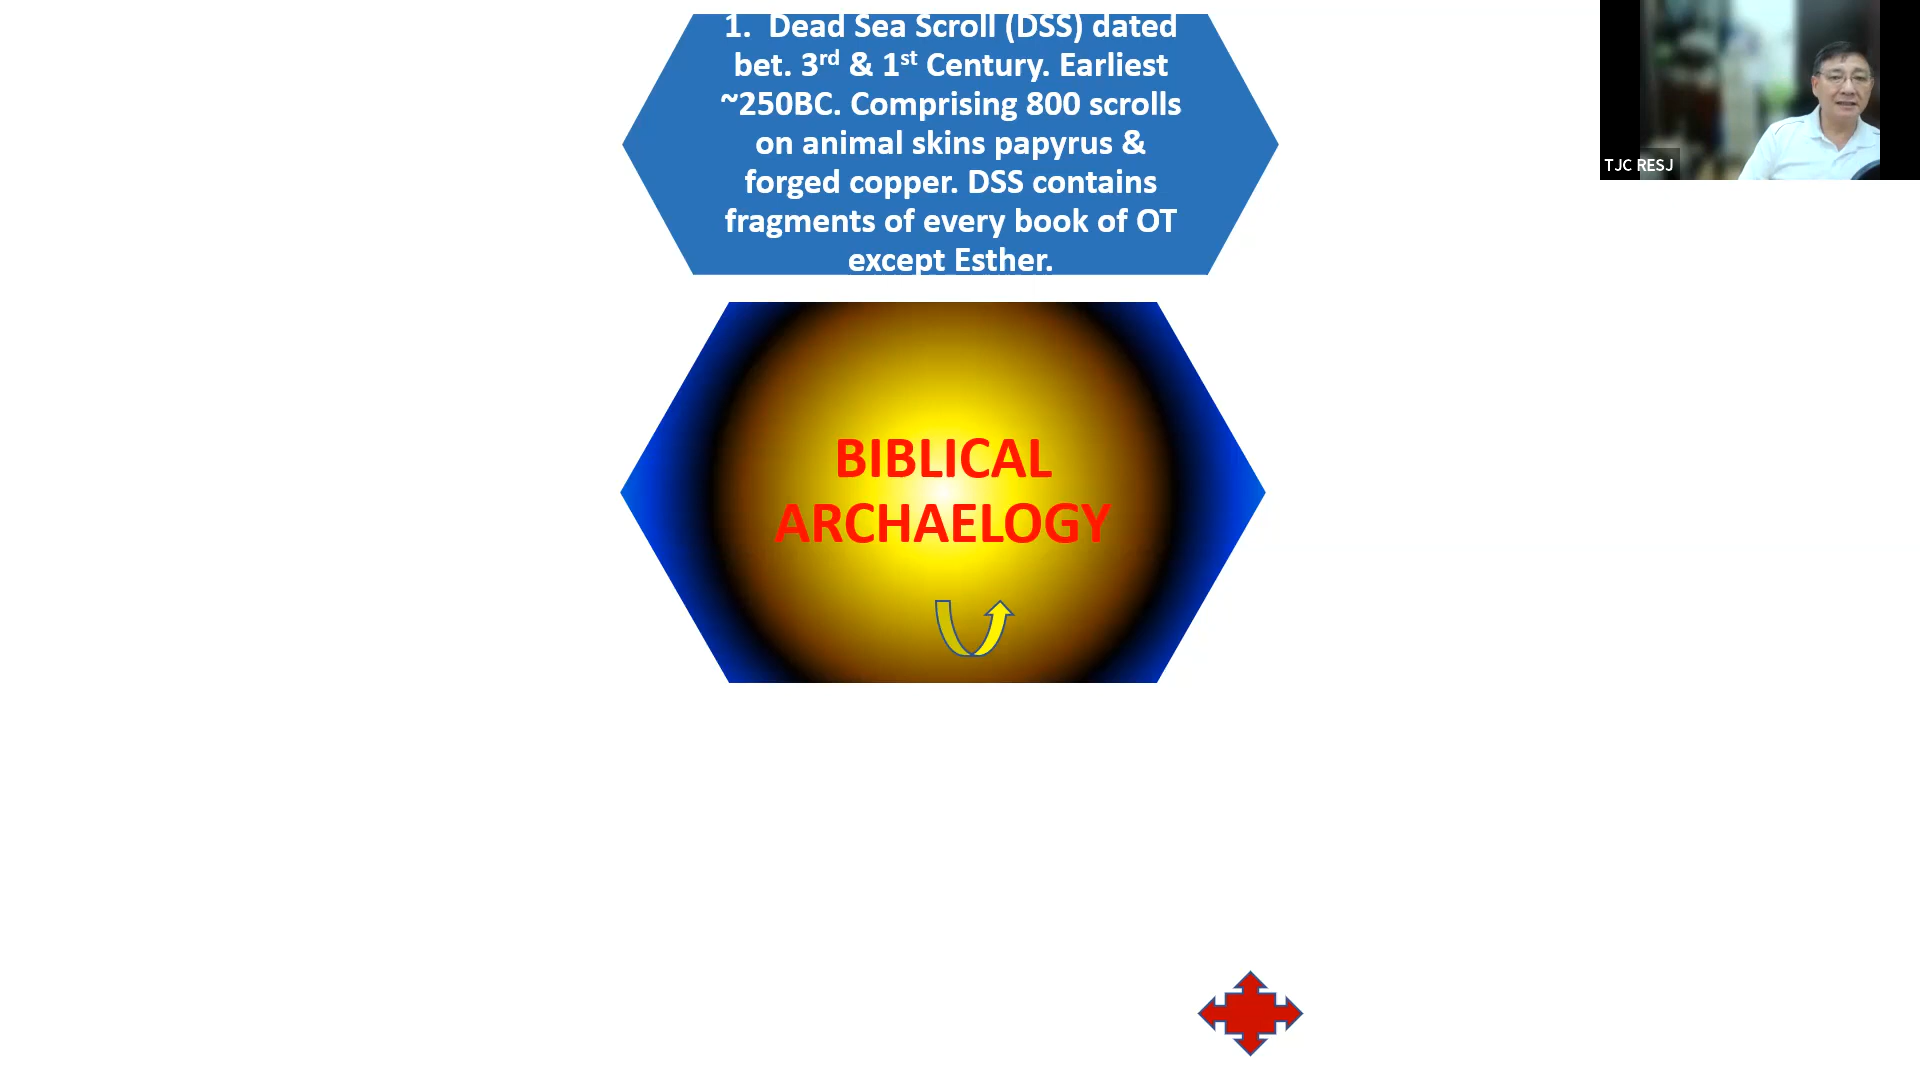 1. Dead Sea Scroll (DSS) dated
bet. 3rd & 1st Century. Earliest
~250BC. Comprising 800 scrolls
on animal skins papyrus &
forged copper. DSS contains
fragments of every book of OT
except Esther.
BIBLICAL
ARCHAELOGY
TJC RESJ